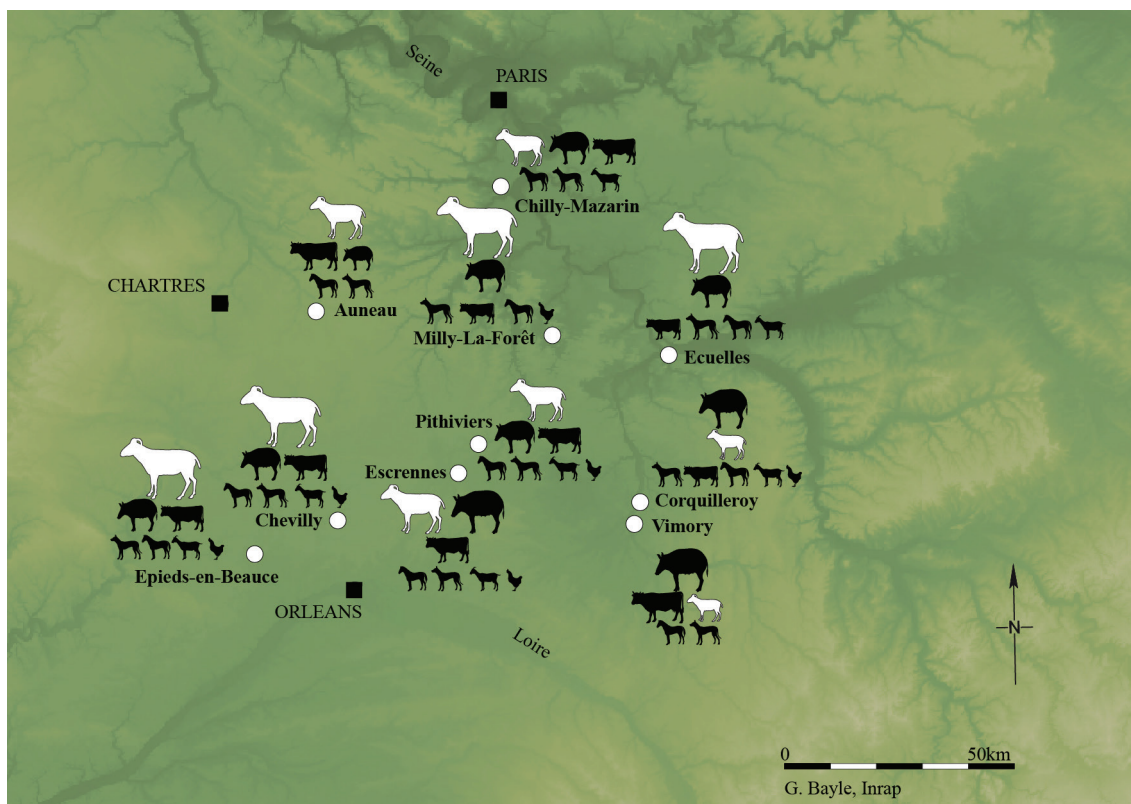 Seine
PARIS
Chilly-Mazarin
CHARTRES
Auneau
Milly-La-Forêt
Ecuelles
Pithiviers
Escrennes
Chevilly
Corquilleroy
Vimory
Epieds-en-Beauce
ORLEANS
Loire
N
0 50km
G. Bayle, Inrap